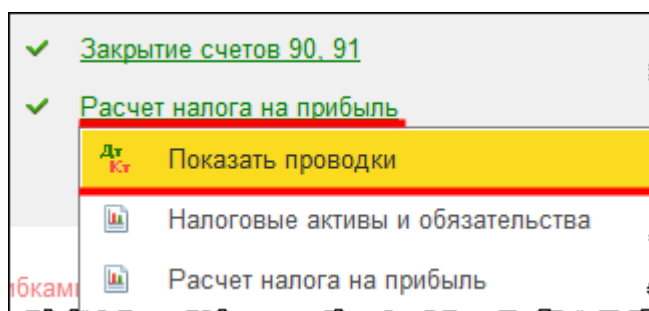 Закрытие счетов 90, 91
Расчет налога на прибыль
Дт
Кт
Показать проводки
Налоговые активы и обязательства
Расчет налога на прибыль